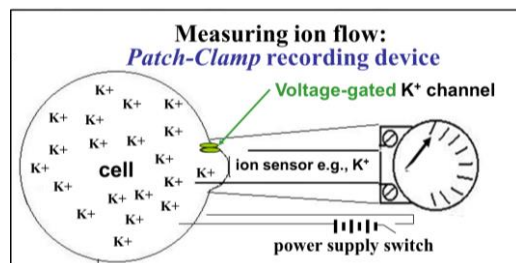 Measuring ion flow:
Patch-Clamp recording device
Voltage-gated K+ channel
K+
K+
K+
K+
K+
K+
K+
K+
K+
K+
cell
K+
K+
ion sensor e.g., K+
K+
K+
K+
K+
K+
K+
K+
K+
power supply switch